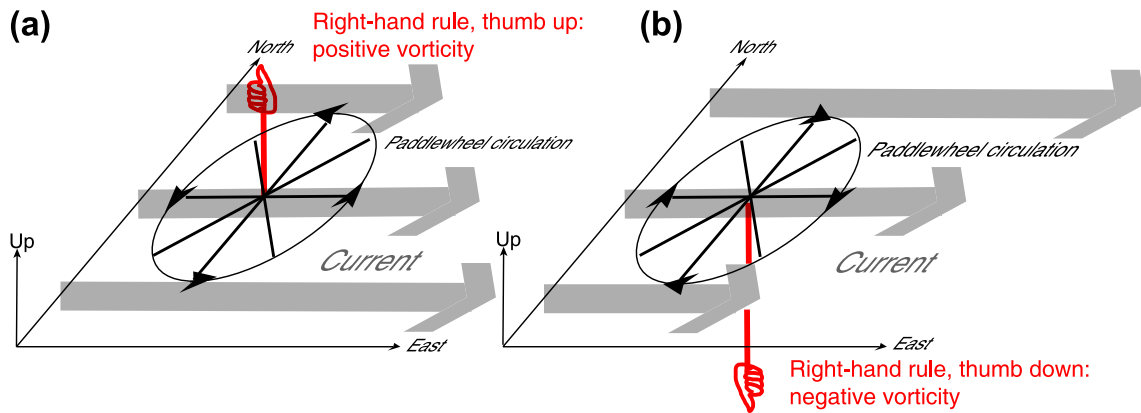 (a)
Right-hand rule, thumb up:
positive vorticity
North
Paddlewheel circulation
Up
Current
East
(b)
North
Paddlewheel circulation
Up
Current
East
Right-hand rule, thumb down:
negative vorticity